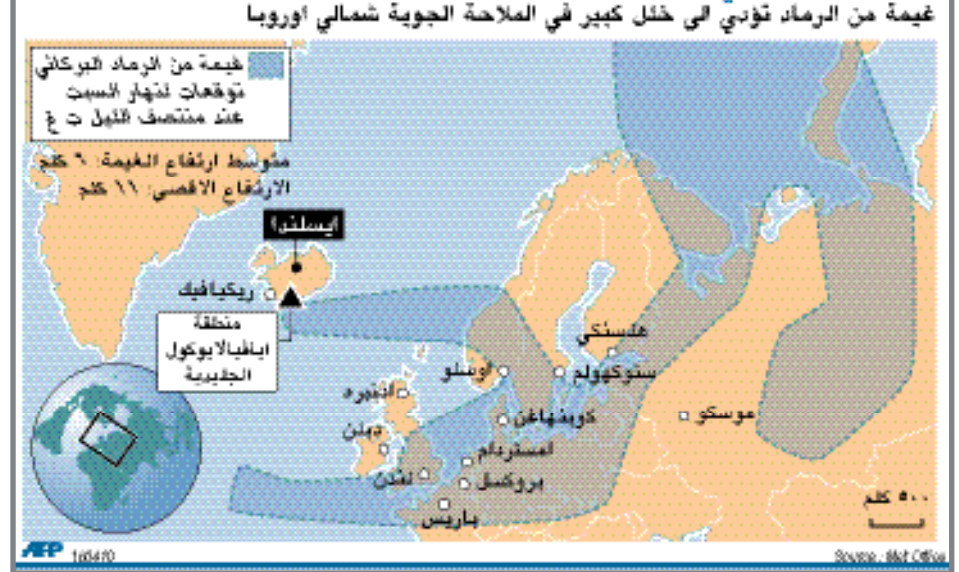 غيمة من الرماد تؤدي الى خلل كبير في الملاحة الجوية شمالي اوروبا
غيمة من الرماد البركاني
توقعات لنهار السبت
عند منتصف الليل ت غ
متوسط ارتفاع الغيمة: ٦ كلم
الارتفاع الاقصى: ١١ كلم
ايسلندا
ريكيافيك
منطقة
ايافيالايوكول
الجليدية
هلسنكي
اوسلو
ستوكهولم
ادنبره
كوبنهاغن
موسكو
دبلن
امستردام
لندن
بروكسل
باريس
٥٠٠ كلم
AFP 160410
Source : Met Office